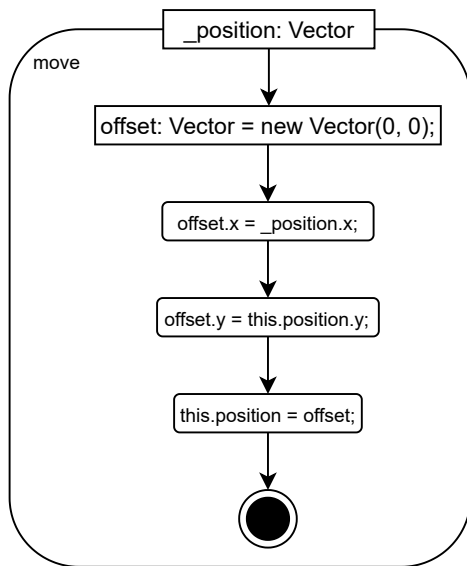 _position: Vector
move
offset: Vector = new Vector(0, 0);
offset.x = _position.x;
offset.y = this.position.y;
this.position = offset;